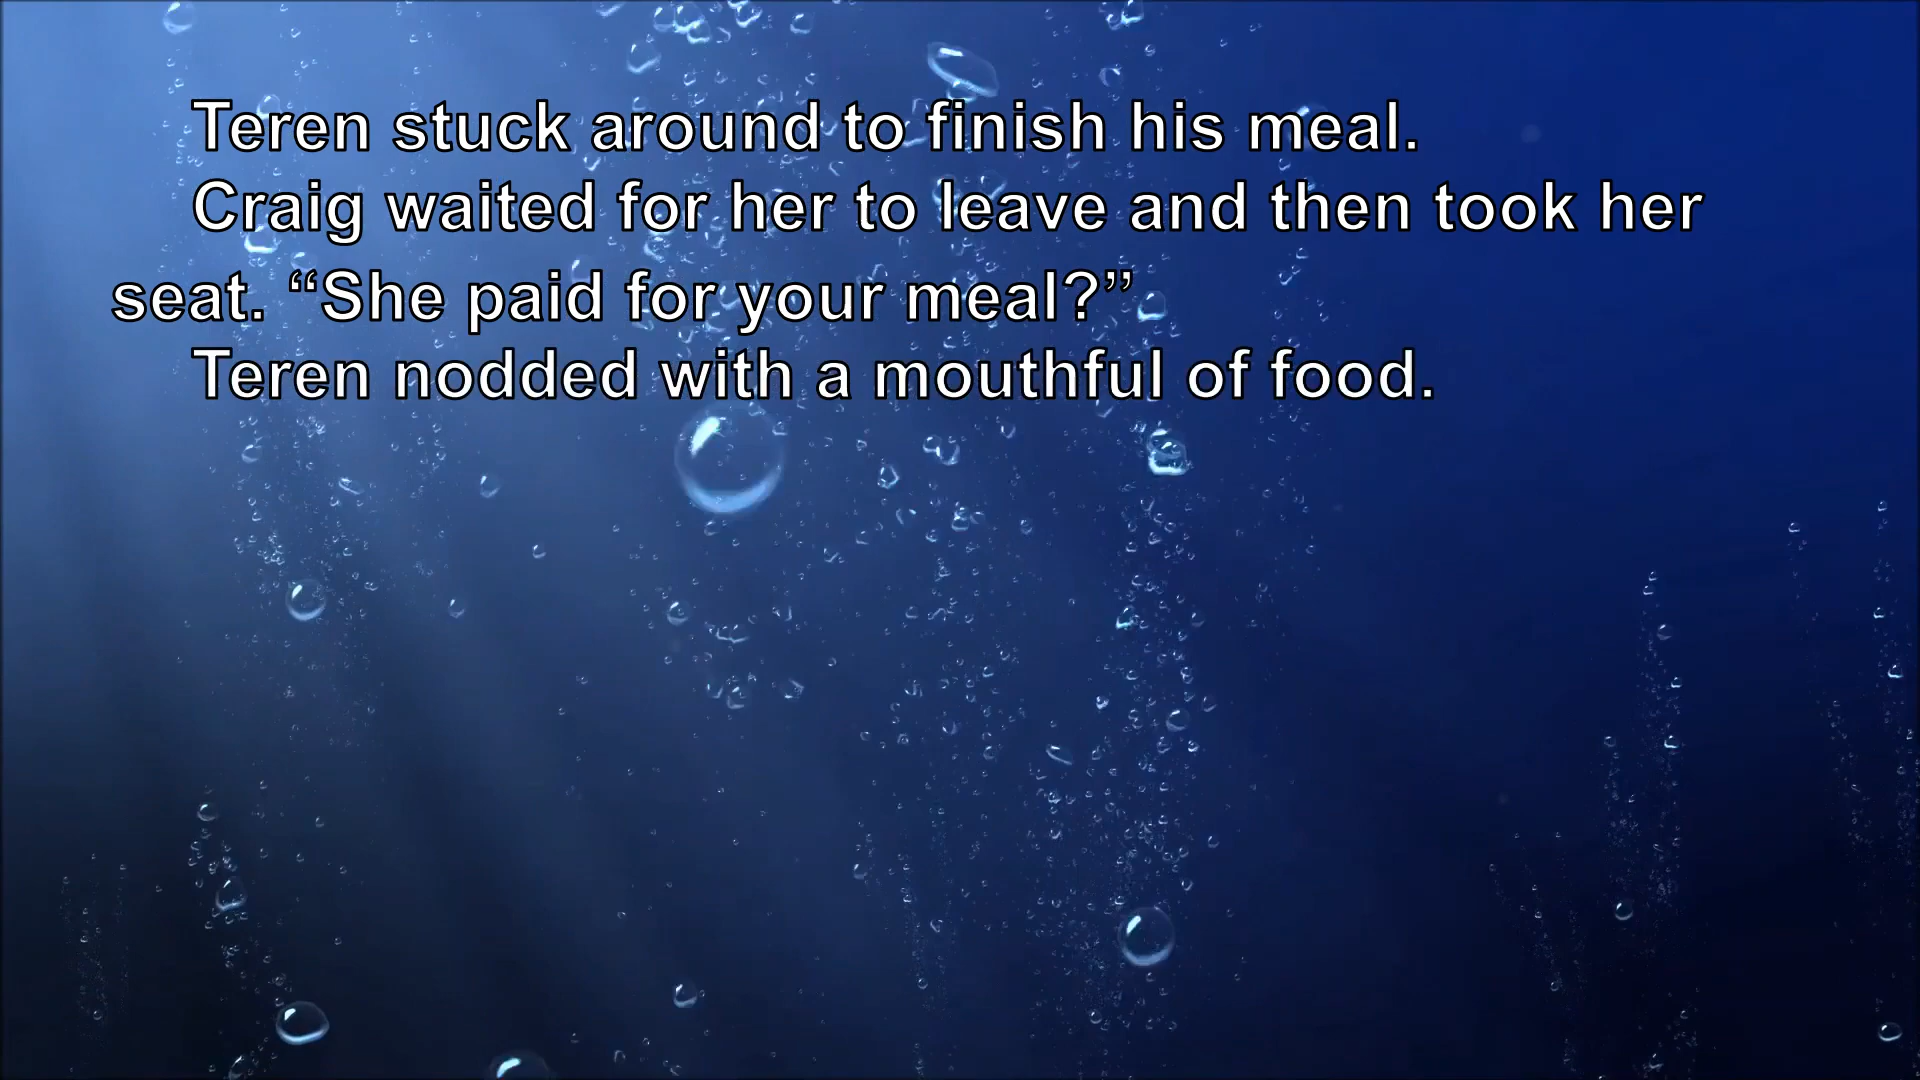 Teren stuck around to finish his meal.
Craig waited for her to leave and then took her
seat. “She paid for your meal?”
Teren nodded with a mouthful of food.